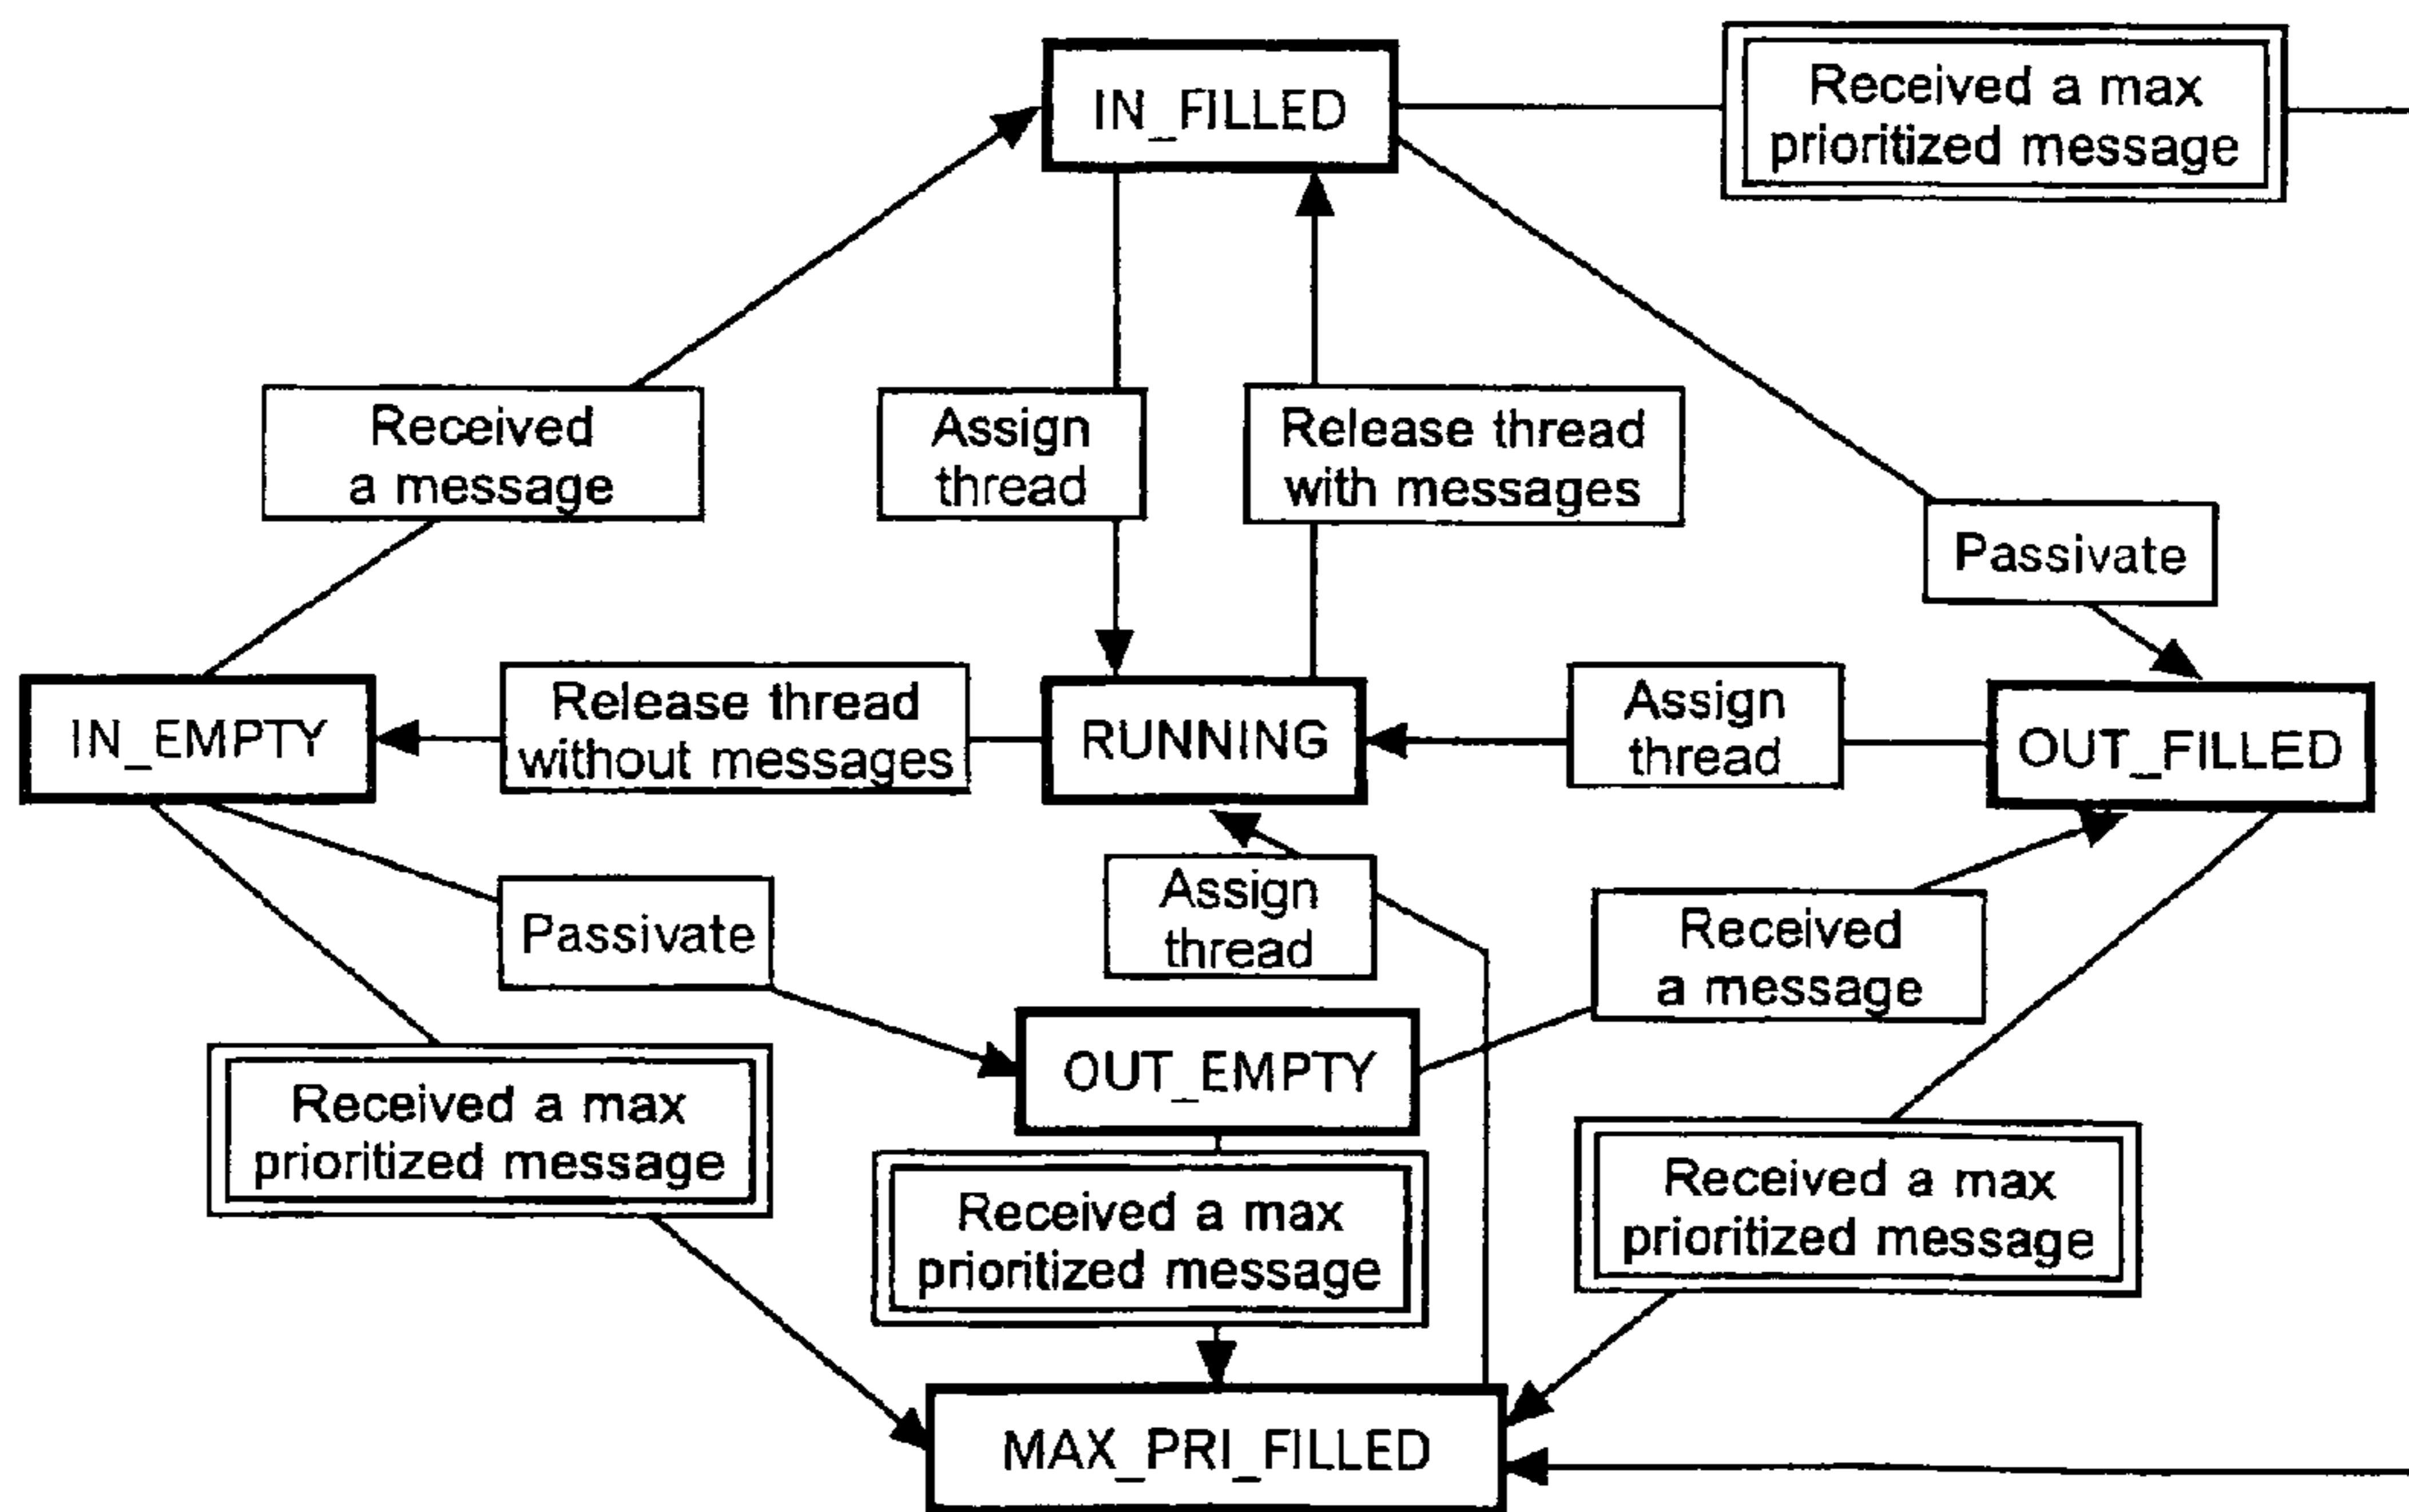 IN_FILLED
Received a max
prioritized message
Received
a message
Assign
thread
Release thread
with messages
Passivate
IN_EMPTY
Release thread
without messages
RUNNING
Assign
thread
OUT_FILLED
Passivate
Assign
thread
Received
a message
OUT_EMPTY
Received a max
prioritized message
Received a max
prioritized message
Received a max
prioritized message
MAX_PRI_FILLED